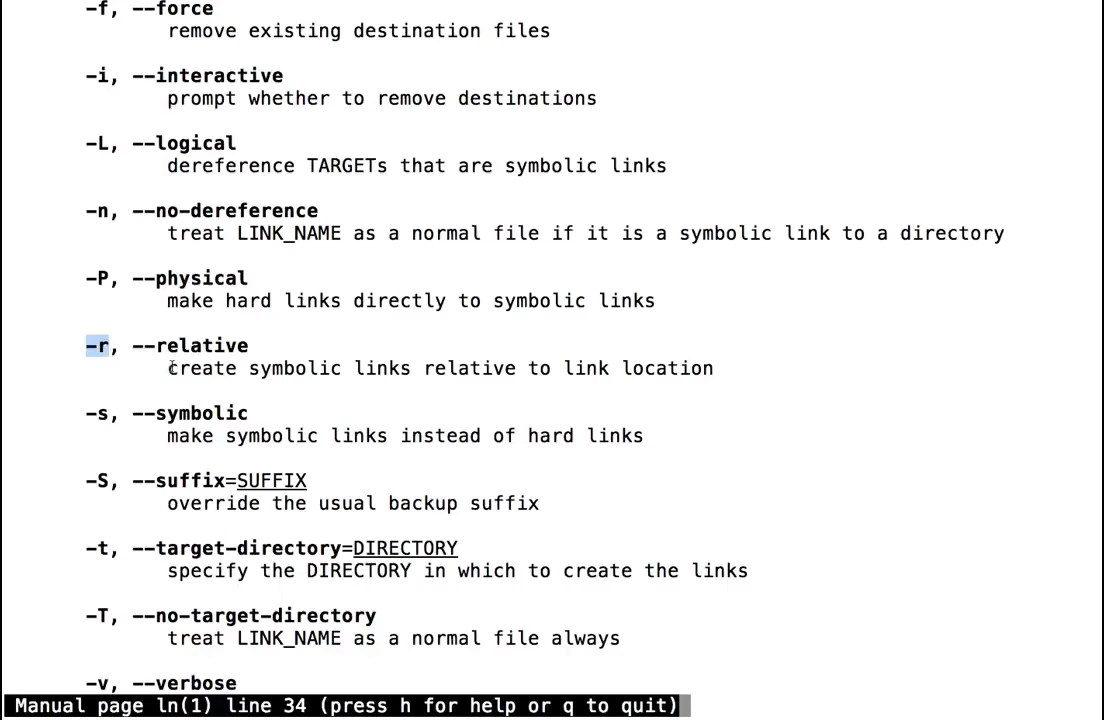 -f, --force
remove existing destination files
-i, --interactive
prompt whether to remove destinations
-L, --logical
dereference TARGETs that are symbolic links
-n, --no-dereference
treat LINK_NAME as a normal file if it is a symbolic link to a directory
-P, --physical
make hard links directly to symbolic links
-r, --relative
create symbolic links relative to link location
-s, --symbolic
make symbolic links instead of hard links
-S, --suffix=SUFFIX
override the usual backup suffix
-t, --target-directory=DIRECTORY
specify the DIRECTORY in which to create the links
-T, --no-target-directory
treat LINK_NAME as a normal file always
-v, --verbose
Manual page ln(1) line 34 (press h for help or q to quit)